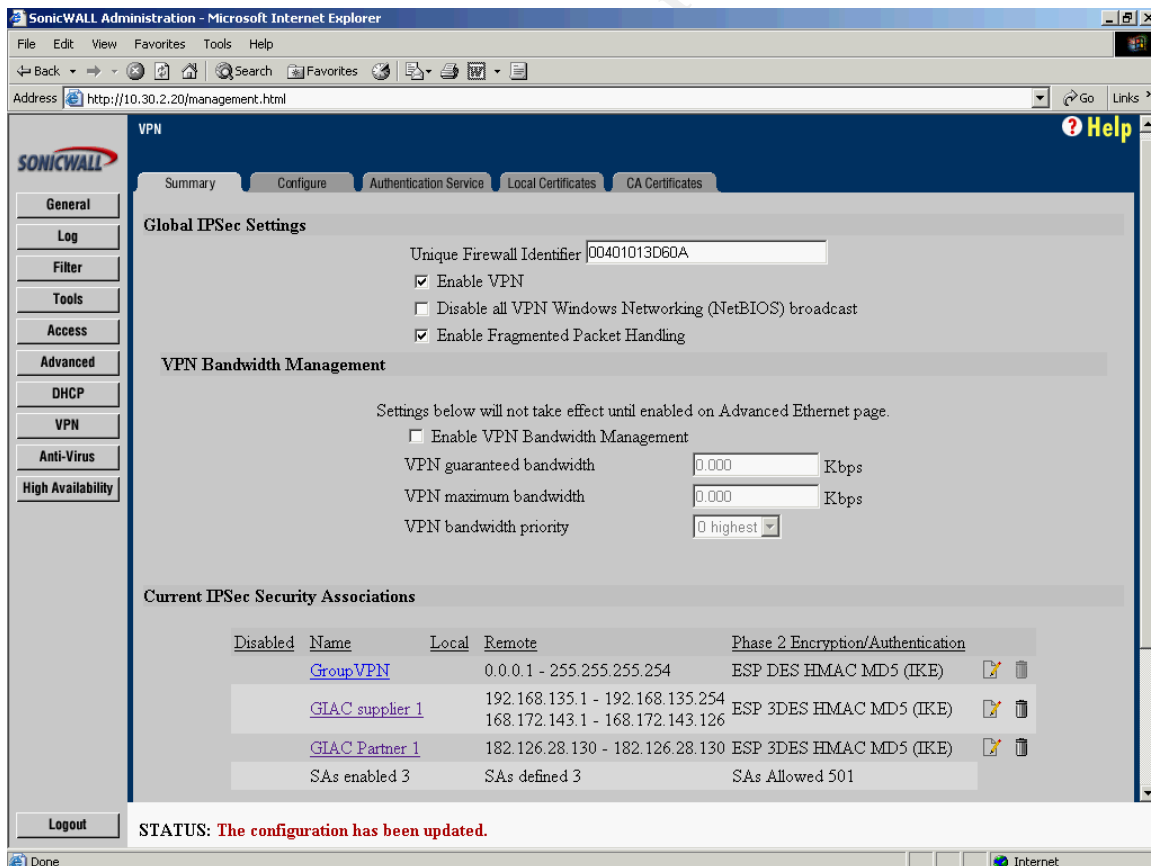 SonicWALL Administration - Microsoft Internet Explorer
File Edit View Favorites Tools Help
Back Search Favorites
Address http://10.30.2.20/management.html Go Links »
SONICWALL
VPN
Help
Summary Configure Authentication Service Local Certificates CA Certificates
General
Log
Filter
Tools
Access
Advanced
DHCP
VPN
Anti-Virus
High Availability
Logout
Global IPSec Settings
Unique Firewall Identifier 00401013D60A
Enable VPN
Disable all VPN Windows Networking (NetBIOS) broadcast
Enable Fragmented Packet Handling
VPN Bandwidth Management
Settings below will not take effect until enabled on Advanced Ethernet page.
Enable VPN Bandwidth Management
VPN guaranteed bandwidth 0.000 Kbps
VPN maximum bandwidth 0.000 Kbps
VPN bandwidth priority 0 highest
Current IPSec Security Associations
Disabled Name Local Remote Phase 2 Encryption/Authentication
GroupVPN 0.0.0.1 - 255.255.255.254 ESP DES HMAC MD5 (IKE)
GIAC supplier 1 192.168.135.1 - 192.168.135.254
168.172.143.1 - 168.172.143.126 ESP 3DES HMAC MD5 (IKE)
GIAC Partner 1 182.126.28.130 - 182.126.28.130 ESP 3DES HMAC MD5 (IKE)
SAs enabled 3 SAs defined 3 SAs Allowed 501
STATUS: The configuration has been updated.
Done Internet